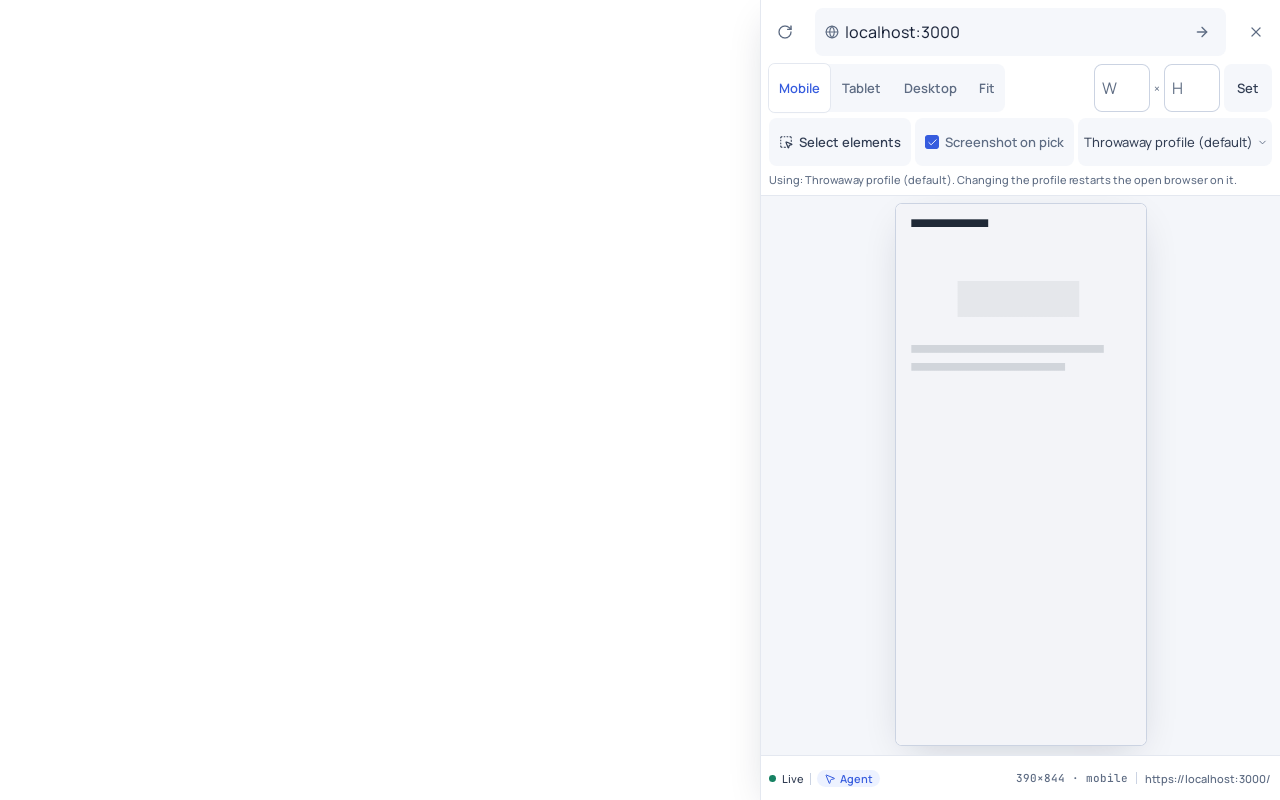 localhost:3000
Mobile Tablet Desktop Fit W × H Set
Select elements Screenshot on pick Throwaway profile (default)
Using: Throwaway profile (default). Changing the profile restarts the open browser on it.
Live Agent 390×844 · mobile https://localhost:3000/